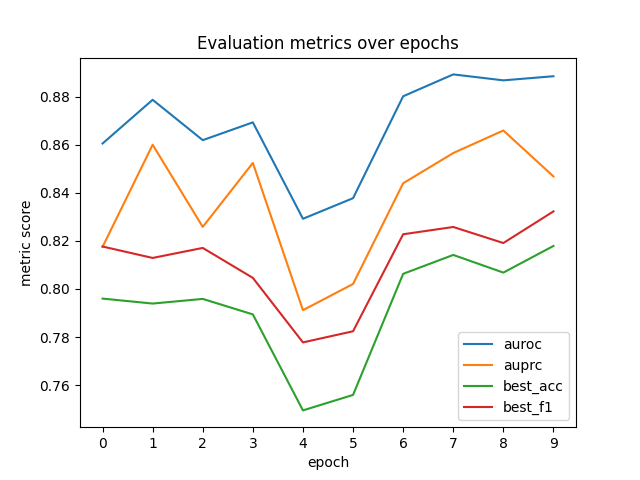 Evaluation metrics over epochs
metric score
0.88
0.86
0.84
0.82
0.80
0.78
0.76
auroc
auprc
best_acc
best_f1
0 1 2 3 4 5 6 7 8 9
epoch